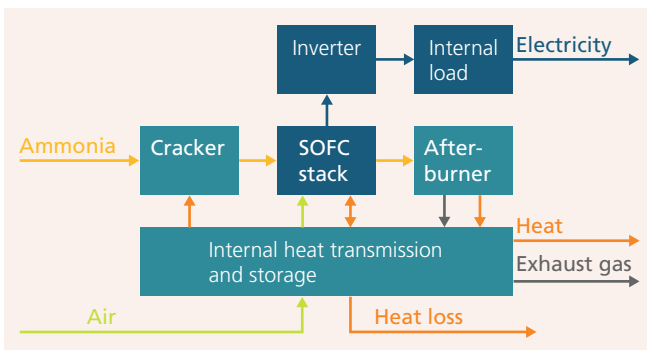 Inverter
Internal
load
Electricity
Ammonia
Cracker
SOFC
stack
After-
burner
Internal heat transmission
and storage
Heat
Exhaust gas
Air
Heat loss